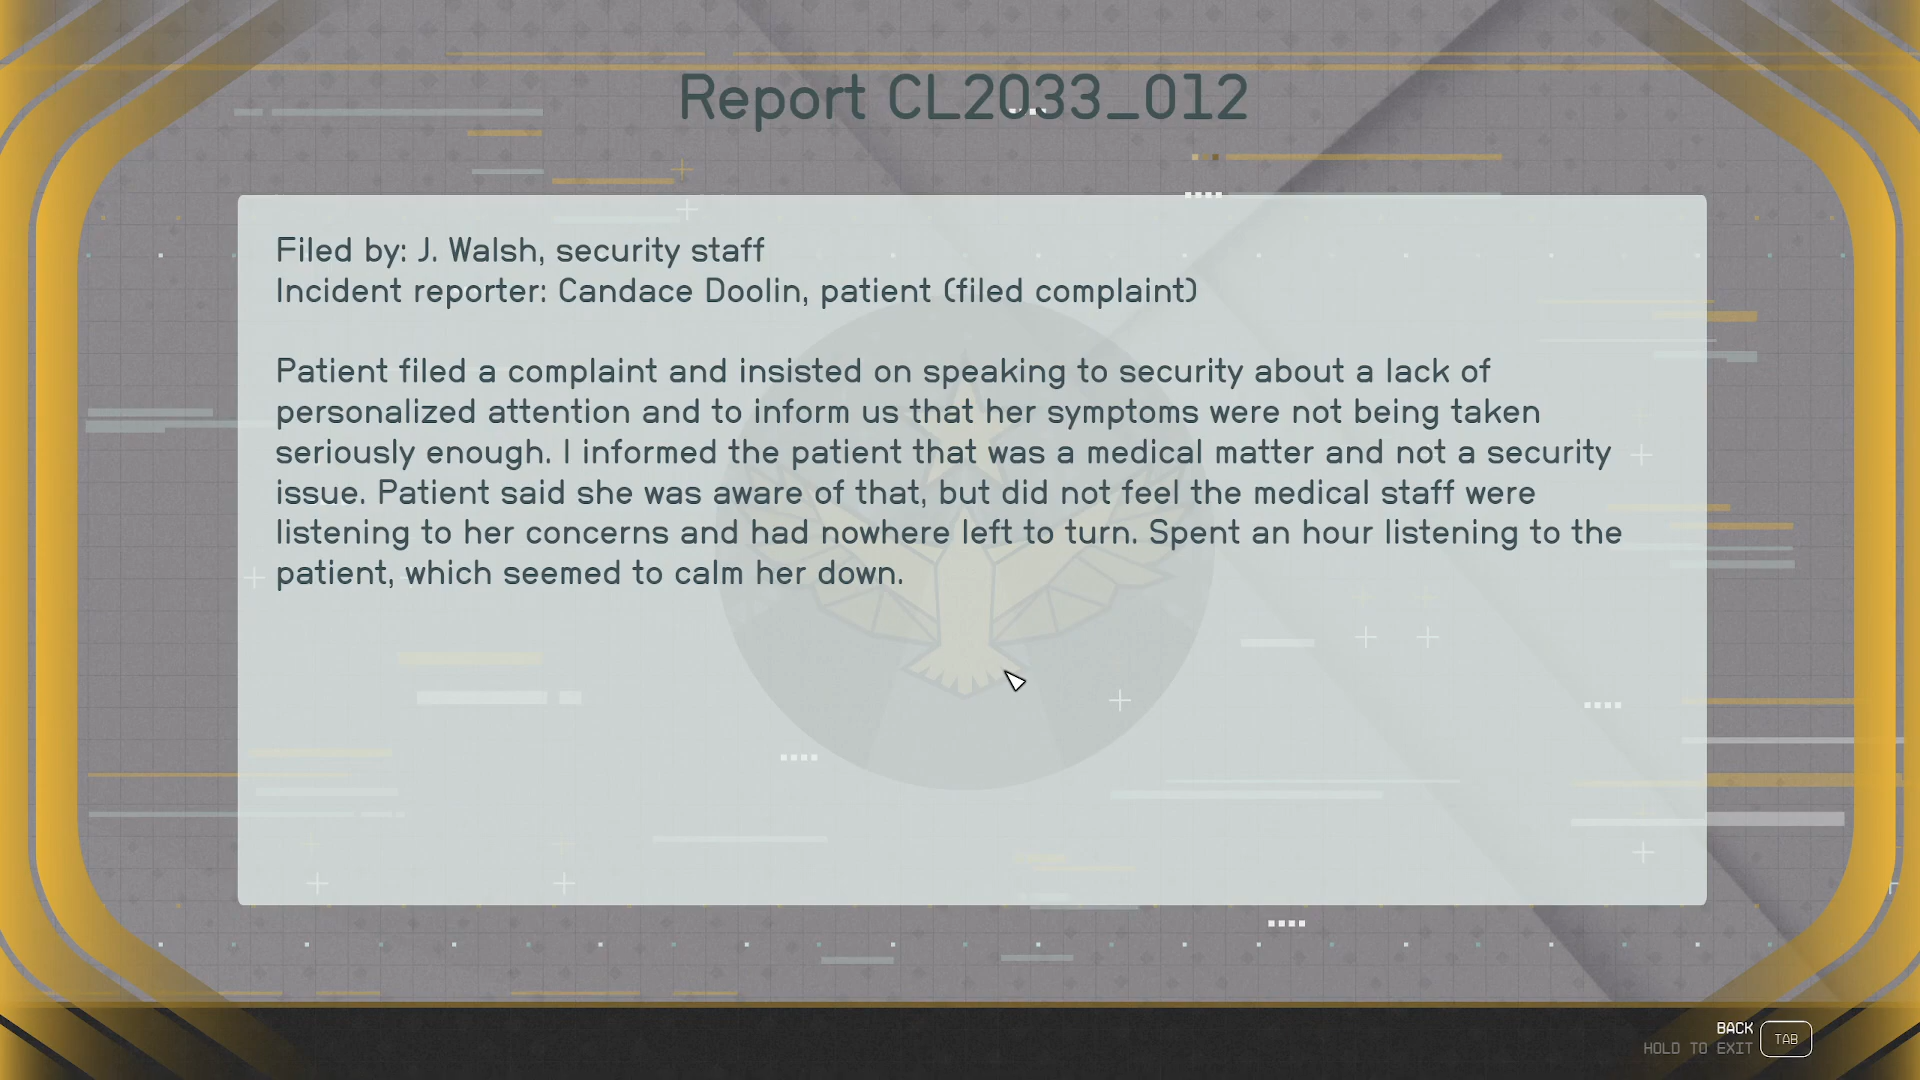 Report CL2033_012
Filed by: J. Walsh, security staff
Incident reporter: Candace Doolin, patient (filed complaint)
Patient filed a complaint and insisted on speaking to security about a lack of
personalized attention and to inform us that her symptoms were not being taken
seriously enough. I informed the patient that was a medical matter and not a security
issue. Patient said she was aware of that, but did not feel the medical staff were
listening to her concerns and had nowhere left to turn. Spent an hour listening to the
patient, which seemed to calm her down.
BACK
HOLD TO EXIT
TAB